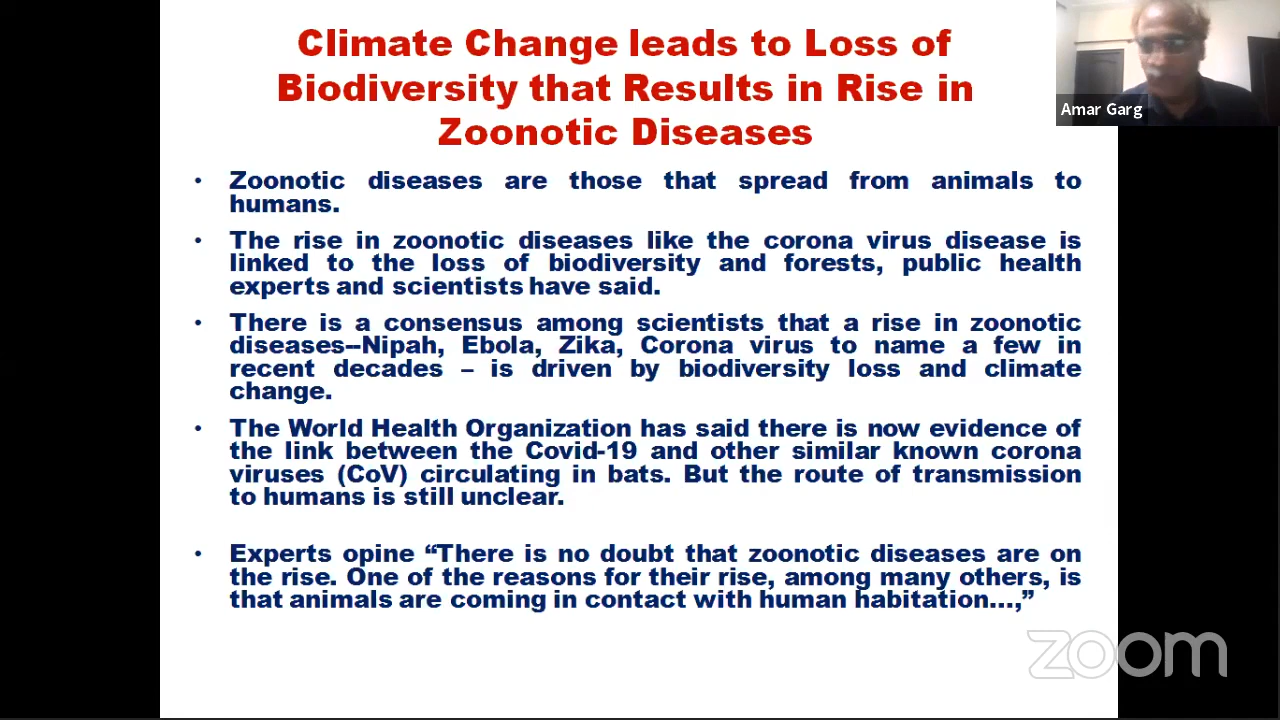 Climate Change leads to Loss of
Biodiversity that Results in Rise in
Zoonotic Diseases
Amar Garg
• Zoonotic diseases are those that spread from animals to
humans.
• The rise in zoonotic diseases like the corona virus disease is
linked to the loss of biodiversity and forests, public health
experts and scientists have said.
• There is a consensus among scientists that a rise in zoonotic
diseases--Nipah, Ebola, Zika, Corona virus to name a few in
recent decades – is driven by biodiversity loss and climate
change.
• The World Health Organization has said there is now evidence of
the link between the Covid-19 and other similar known corona
viruses (CoV) circulating in bats. But the route of transmission
to humans is still unclear.
• Experts opine “There is no doubt that zoonotic diseases are on
the rise. One of the reasons for their rise, among many others, is
that animals are coming in contact with human habitation...,”
zoom